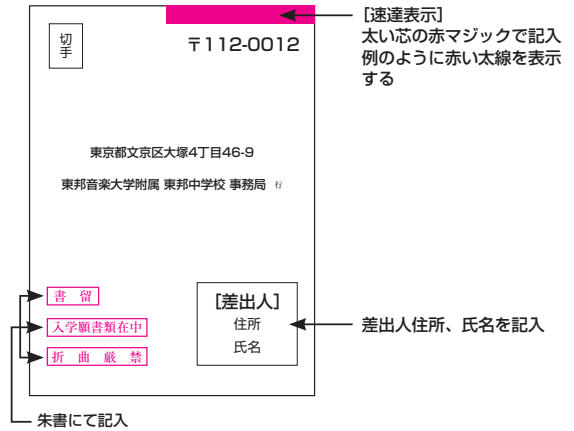 [速達表示]
太い芯の赤マジックで記入
例のように赤い太線を表示
する
切手
〒112-0012
東京都文京区大塚4丁目46-9
東邦音楽大学附属 東邦中学校 事務局 行
書 留
入学願書類在中
折 曲 厳 禁
[差出人]
住所
氏名
差出人住所、氏名を記入
朱書にて記入